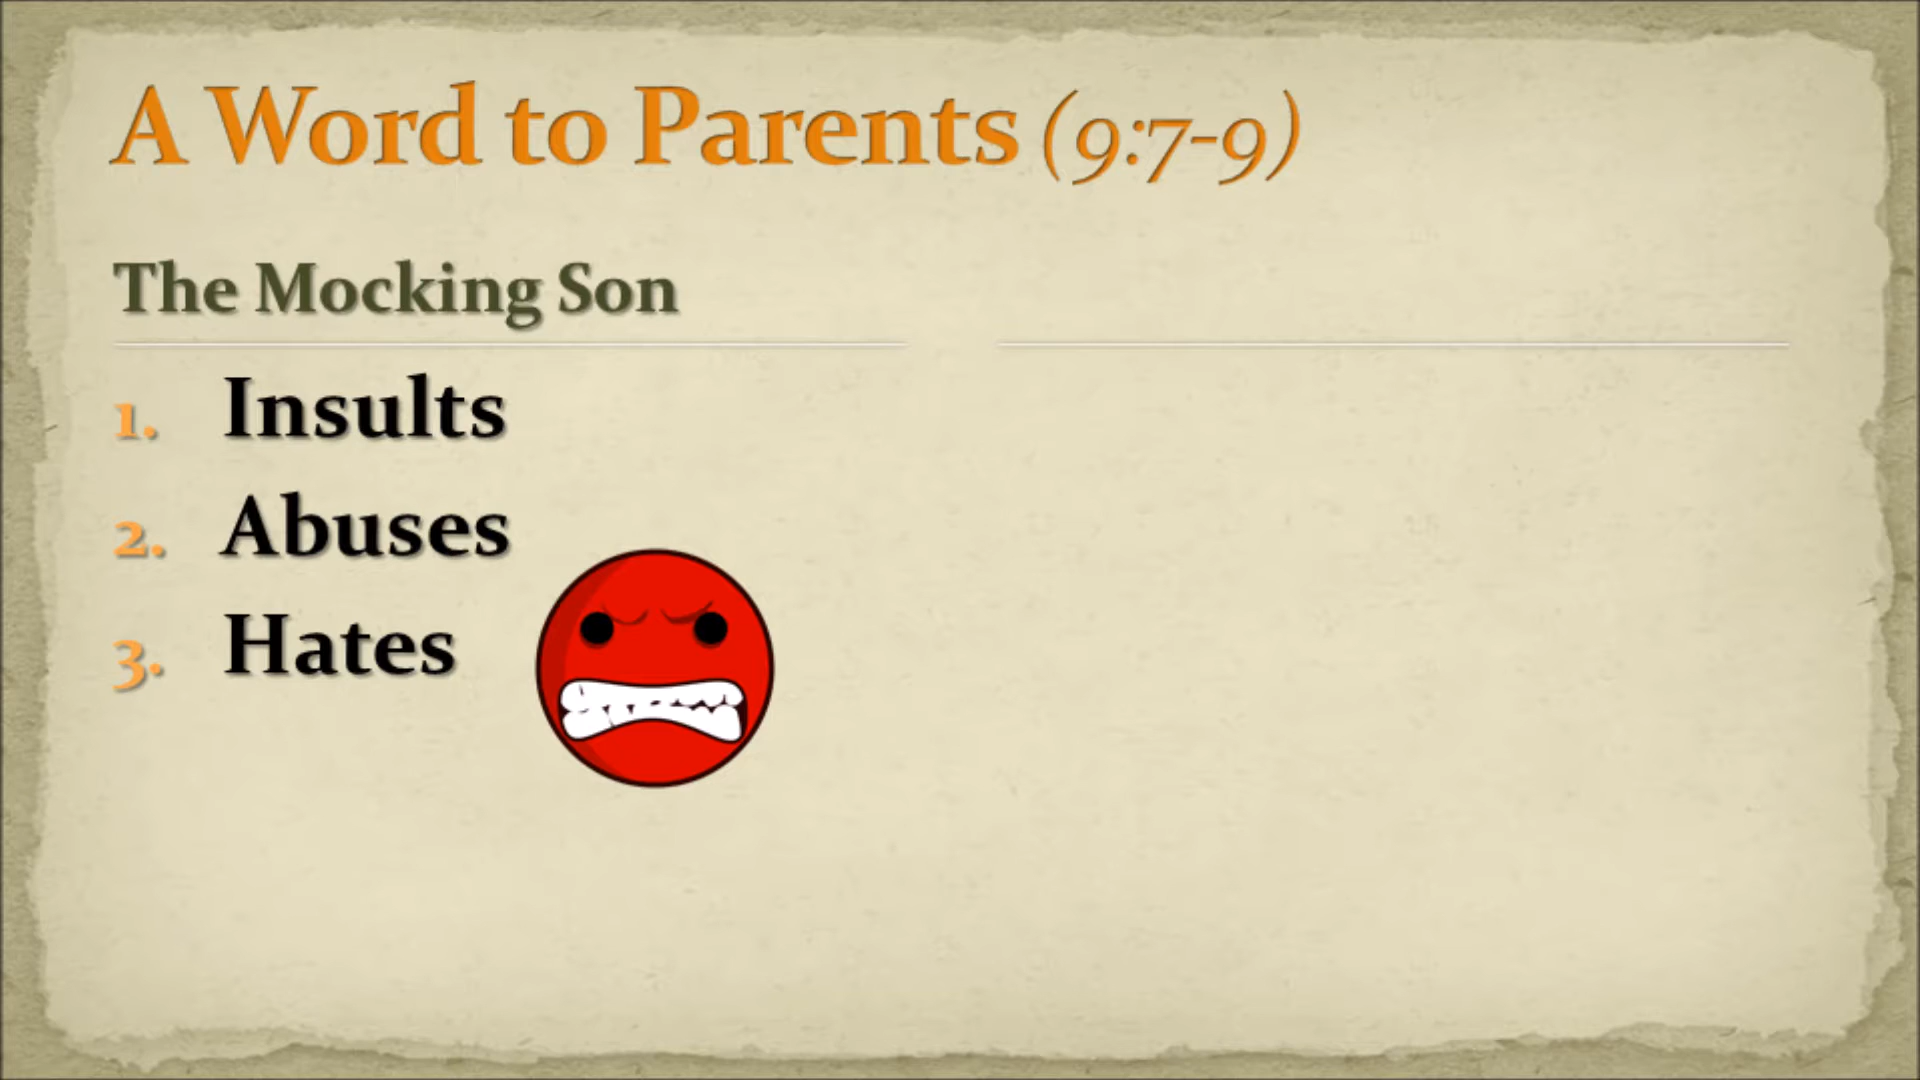 A Word to Parents (9:7-9)
The Mocking Son
1. Insults
2. Abuses
3. Hates